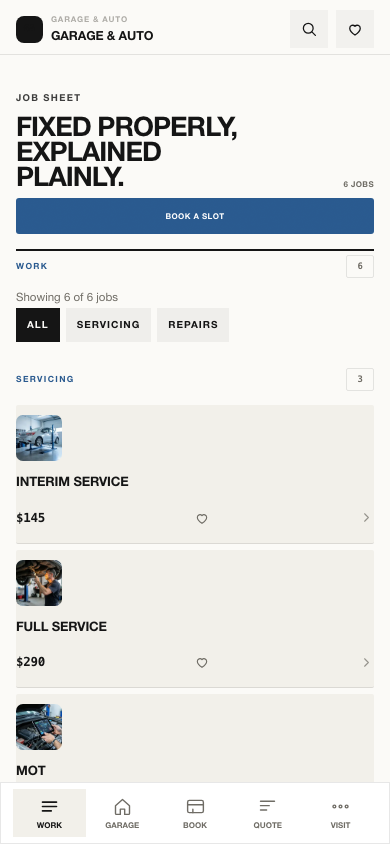 GARAGE & AUTO
GARAGE & AUTO
JOB SHEET
FIXED PROPERLY,
EXPLAINED
PLAINLY.
6 JOBS
BOOK A SLOT
WORK
6
Showing 6 of 6 jobs
ALL
SERVICING
REPAIRS
SERVICING
3
INTERIM SERVICE
$145
FULL SERVICE
$290
MOT
WORK
GARAGE
BOOK
QUOTE
VISIT